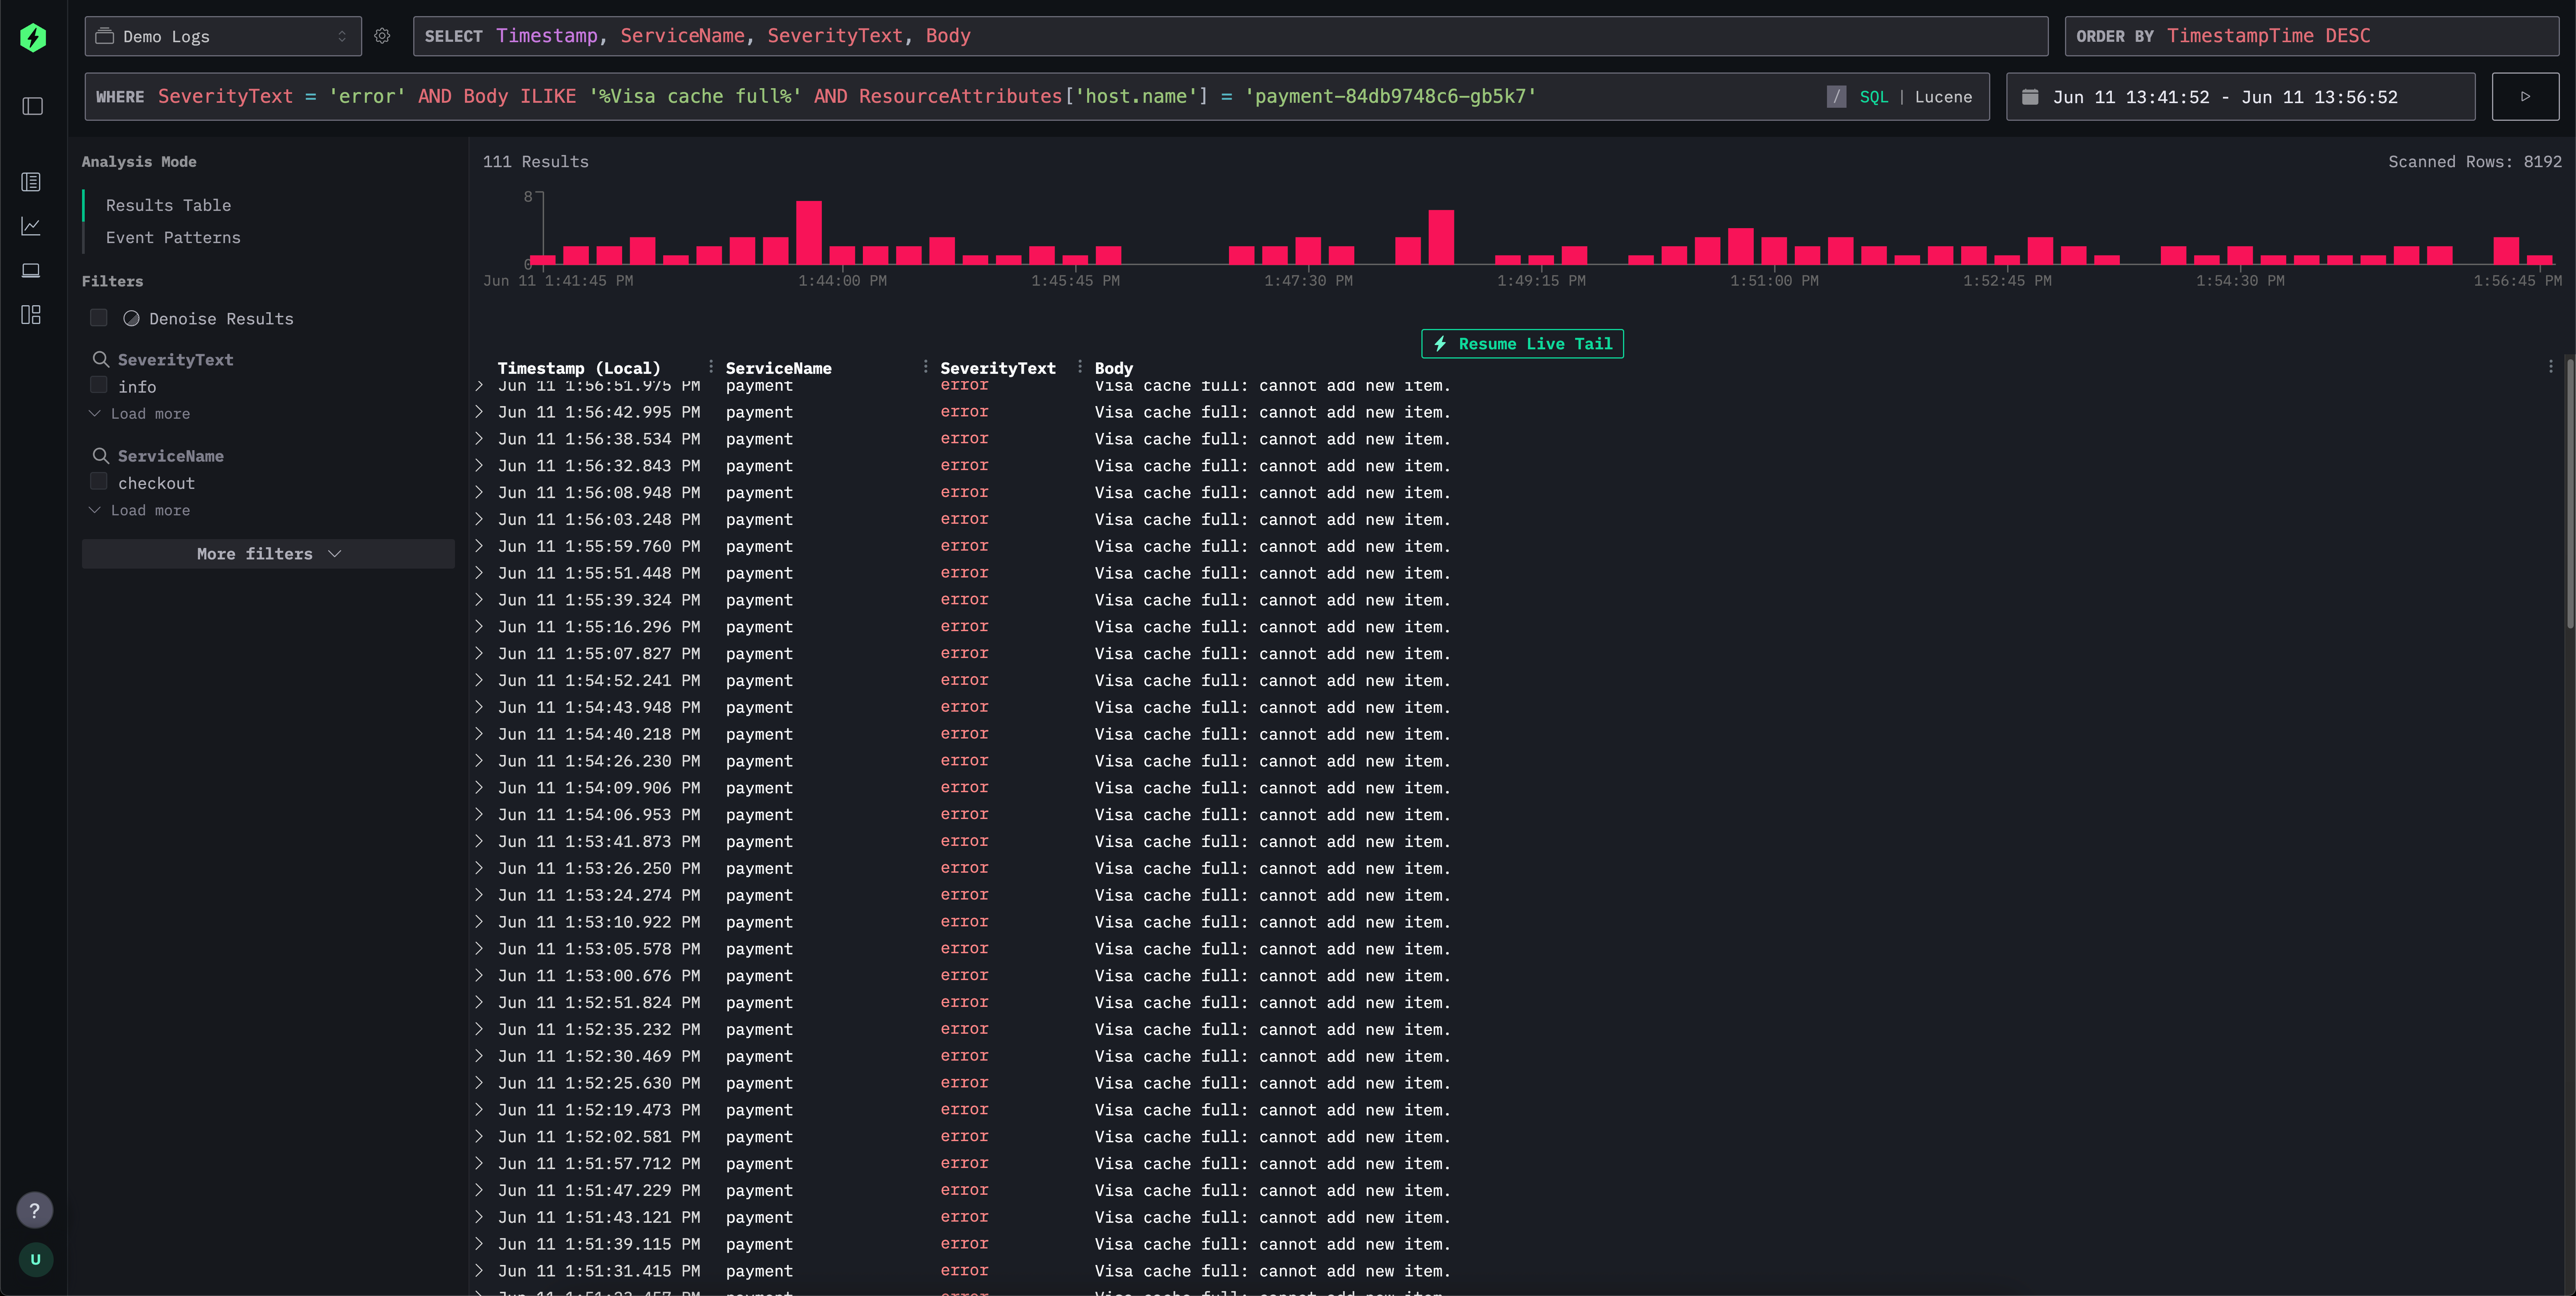 Demo Logs
SELECT Timestamp, ServiceName, SeverityText, Body
ORDER BY TimestampTime DESC
WHERE SeverityText = 'error' AND Body ILIKE '%Visa cache full%' AND ResourceAttributes['host.name'] = 'payment-84db9748c6-gb5k7'
/ SQL | Lucene
Jun 11 13:41:52 - Jun 11 13:56:52
Analysis Mode
Results Table
Event Patterns
Filters
Denoise Results
SeverityText
info
Load more
ServiceName
checkout
Load more
More filters
111 Results
Scanned Rows: 8192
8
0
Jun 11 1:41:45 PM 1:44:00 PM 1:45:45 PM 1:47:30 PM 1:49:15 PM 1:51:00 PM 1:52:45 PM 1:54:30 PM 1:56:45 PM
Resume Live Tail
Timestamp (Local) ServiceName SeverityText Body
Jun 11 1:56:51.975 PM payment error Visa cache full: cannot add new item.
Jun 11 1:56:42.995 PM payment error Visa cache full: cannot add new item.
Jun 11 1:56:38.534 PM payment error Visa cache full: cannot add new item.
Jun 11 1:56:32.843 PM payment error Visa cache full: cannot add new item.
Jun 11 1:56:08.948 PM payment error Visa cache full: cannot add new item.
Jun 11 1:56:03.248 PM payment error Visa cache full: cannot add new item.
Jun 11 1:55:59.760 PM payment error Visa cache full: cannot add new item.
Jun 11 1:55:51.448 PM payment error Visa cache full: cannot add new item.
Jun 11 1:55:39.324 PM payment error Visa cache full: cannot add new item.
Jun 11 1:55:16.296 PM payment error Visa cache full: cannot add new item.
Jun 11 1:55:07.827 PM payment error Visa cache full: cannot add new item.
Jun 11 1:54:52.241 PM payment error Visa cache full: cannot add new item.
Jun 11 1:54:43.948 PM payment error Visa cache full: cannot add new item.
Jun 11 1:54:40.218 PM payment error Visa cache full: cannot add new item.
Jun 11 1:54:26.230 PM payment error Visa cache full: cannot add new item.
Jun 11 1:54:09.906 PM payment error Visa cache full: cannot add new item.
Jun 11 1:54:06.953 PM payment error Visa cache full: cannot add new item.
Jun 11 1:53:41.873 PM payment error Visa cache full: cannot add new item.
Jun 11 1:53:26.250 PM payment error Visa cache full: cannot add new item.
Jun 11 1:53:24.274 PM payment error Visa cache full: cannot add new item.
Jun 11 1:53:10.922 PM payment error Visa cache full: cannot add new item.
Jun 11 1:53:05.578 PM payment error Visa cache full: cannot add new item.
Jun 11 1:53:00.676 PM payment error Visa cache full: cannot add new item.
Jun 11 1:52:51.824 PM payment error Visa cache full: cannot add new item.
Jun 11 1:52:35.232 PM payment error Visa cache full: cannot add new item.
Jun 11 1:52:30.469 PM payment error Visa cache full: cannot add new item.
Jun 11 1:52:25.630 PM payment error Visa cache full: cannot add new item.
Jun 11 1:52:19.473 PM payment error Visa cache full: cannot add new item.
Jun 11 1:52:02.581 PM payment error Visa cache full: cannot add new item.
Jun 11 1:51:57.712 PM payment error Visa cache full: cannot add new item.
Jun 11 1:51:47.229 PM payment error Visa cache full: cannot add new item.
Jun 11 1:51:43.121 PM payment error Visa cache full: cannot add new item.
Jun 11 1:51:39.115 PM payment error Visa cache full: cannot add new item.
Jun 11 1:51:31.415 PM payment error Visa cache full: cannot add new item.
?
U